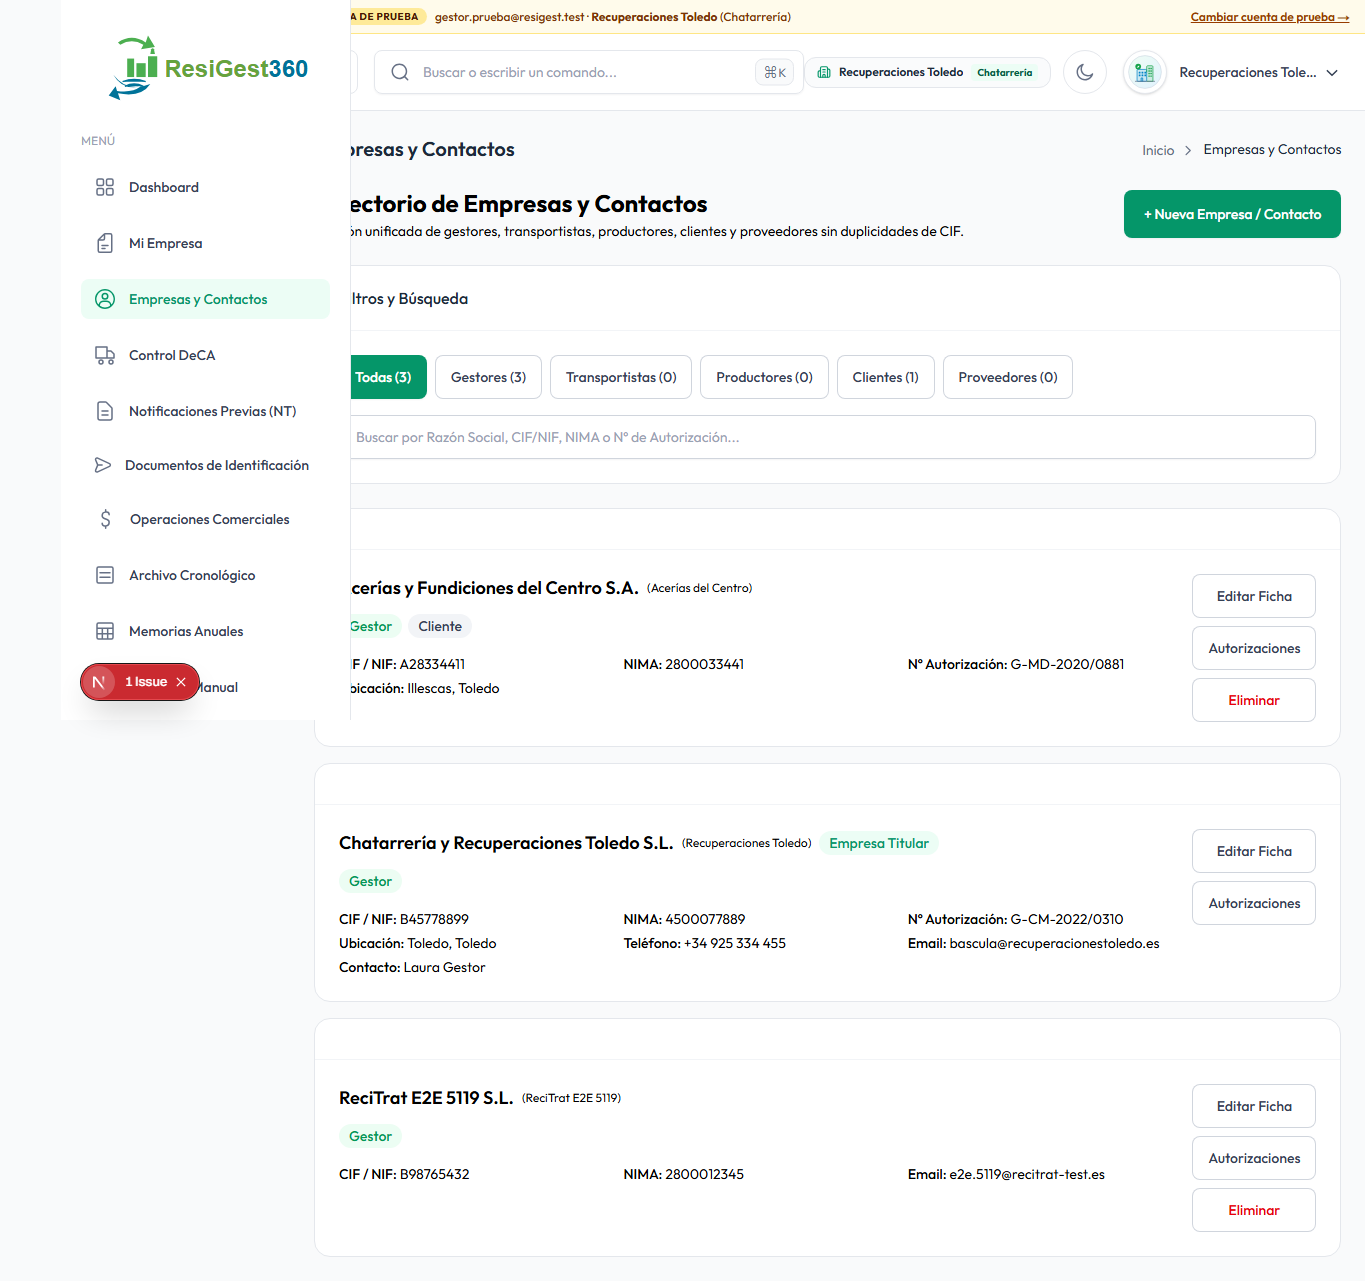 A DE PRUEBA gestor.prueba@resigest.test · Recuperaciones Toledo (Chatarrería) Cambiar cuenta de prueba →
ResiGest360
Buscar o escribir un comando... ⌘K Recuperaciones Toledo Chatarrería Recuperaciones Tole...
MENÚ
Dashboard
Mi Empresa
Empresas y Contactos
Control DeCA
Notificaciones Previas (NT)
Documentos de Identificación
Operaciones Comerciales
Archivo Cronológico
Memorias Anuales
N 1 Issue
presas y Contactos Inicio > Empresas y Contactos
ectorio de Empresas y Contactos
ón unificada de gestores, transportistas, productores, clientes y proveedores sin duplicidades de CIF.
+ Nueva Empresa / Contacto
ltros y Búsqueda
Todas (3) Gestores (3) Transportistas (0) Productores (0) Clientes (1) Proveedores (0)
Buscar por Razón Social, CIF/NIF, NIMA o Nº de Autorización...
cerías y Fundiciones del Centro S.A. (Acerías del Centro)
Gestor Cliente
IF / NIF: A28334411 NIMA: 2800033441 Nº Autorización: G-MD-2020/0881
bicación: Illescas, Toledo
Editar Ficha
Autorizaciones
Eliminar
Chatarrería y Recuperaciones Toledo S.L. (Recuperaciones Toledo) Empresa Titular
Gestor
CIF / NIF: B45778899 NIMA: 4500077889 Nº Autorización: G-CM-2022/0310
Ubicación: Toledo, Toledo Teléfono: +34 925 334 455 Email: bascula@recuperacionestoledo.es
Contacto: Laura Gestor
Editar Ficha
Autorizaciones
ReciTrat E2E 5119 S.L. (ReciTrat E2E 5119)
Gestor
CIF / NIF: B98765432 NIMA: 2800012345 Email: e2e.5119@recitrat-test.es
Editar Ficha
Autorizaciones
Eliminar